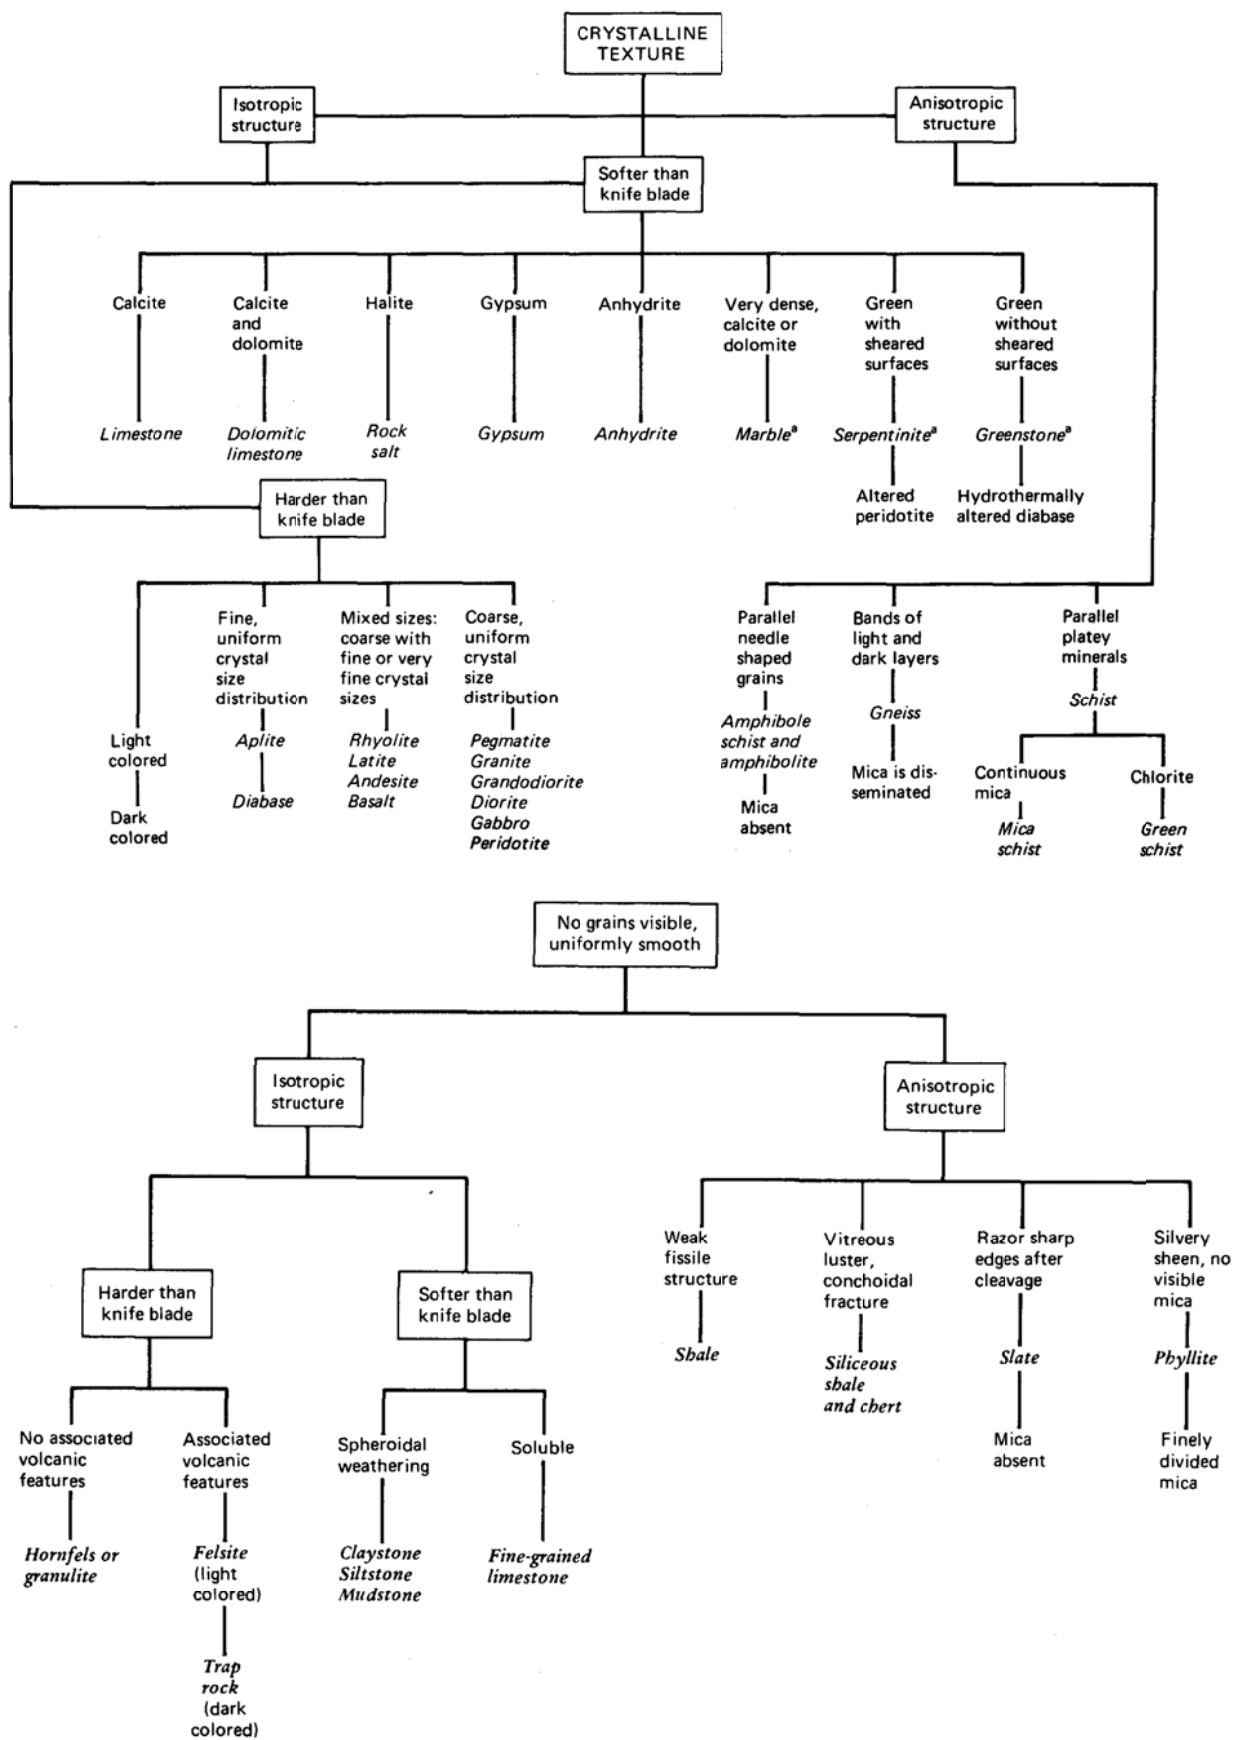 CRYSTALLINE
TEXTURE
Isotropic
structure
Anisotropic
structure
Softer than
knife blade
Calcite
Calcite
and
dolomite
Halite
Gypsum
Anhydrite
Very dense,
calcite or
dolomite
Green
with
sheared
surfaces
Green
without
sheared
surfaces
Limestone
Dolomitic
limestone
Rock
salt
Gypsum
Anhydrite
Marbleª
Serpentiniteª
Greenstoneª
Altered
peridotite
Hydrothermally
altered diabase
Harder than
knife blade
Light
colored
Dark
colored
Fine,
uniform
crystal
size
distribution
Aplite
Diabase
Mixed sizes:
coarse with
fine or very
fine crystal
sizes
Rhyolite
Latite
Andesite
Basalt
Coarse,
uniform
crystal
size
distribution
Pegmatite
Granite
Grandodiorite
Diorite
Gabbro
Peridotite
Parallel
needle
shaped
grains
Amphibole
schist and
amphibolite
Mica
absent
Bands of
light and
dark layers
Gneiss
Mica is dis-
seminated
Parallel
platey
minerals
Schist
Continuous
mica
Mica
schist
Chlorite
Green
schist
No grains visible,
uniformly smooth
Isotropic
structure
Anisotropic
structure
Harder than
knife blade
Softer than
knife blade
No associated
volcanic
features
Hornfels or
granulite
Associated
volcanic
features
Felsite
(light
colored)
Trap
rock
(dark
colored)
Spheroidal
weathering
Claystone
Siltstone
Mudstone
Soluble
Fine-grained
limestone
Weak
fissile
structure
Shale
Vitreous
luster,
conchoidal
fracture
Siliceous
shale
and chert
Razor sharp
edges after
cleavage
Slate
Mica
absent
Silvery
sheen, no
visible
mica
Phyllite
Finely
divided
mica